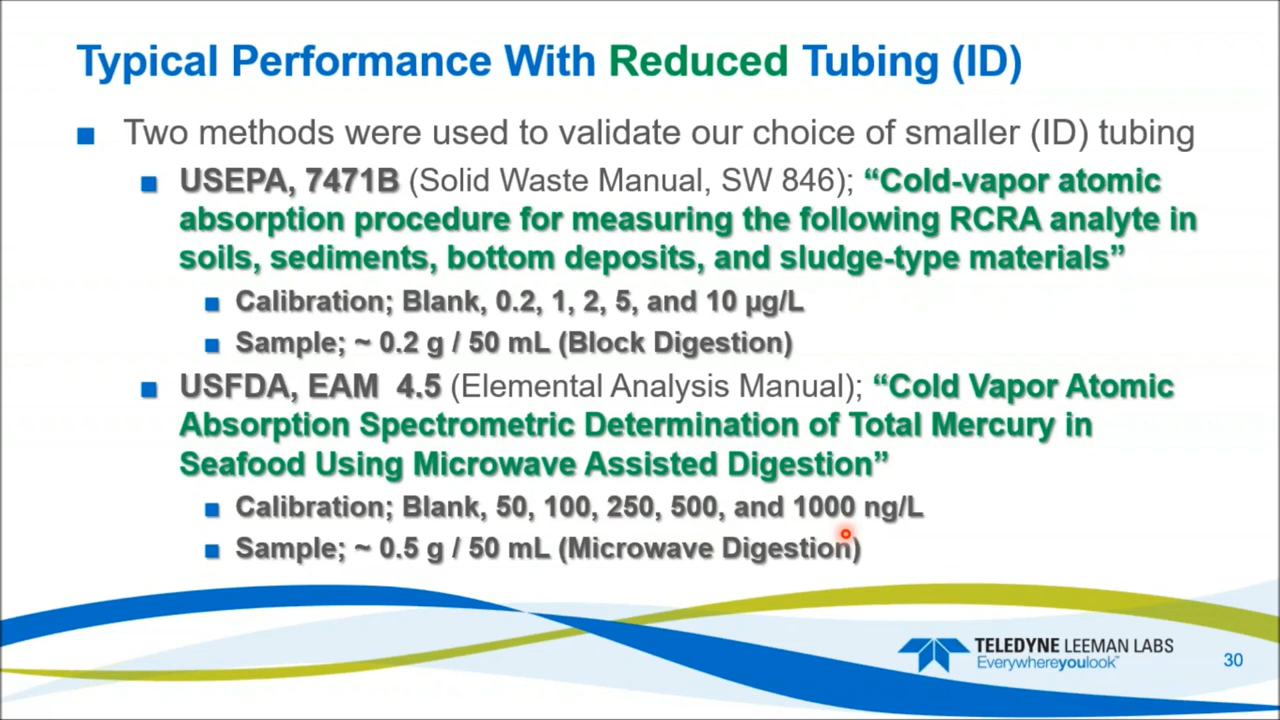 Typical Performance With Reduced Tubing (ID)
Two methods were used to validate our choice of smaller (ID) tubing
USEPA, 7471B (Solid Waste Manual, SW 846); “Cold-vapor atomic
absorption procedure for measuring the following RCRA analyte in
soils, sediments, bottom deposits, and sludge-type materials”
Calibration; Blank, 0.2, 1, 2, 5, and 10 µg/L
Sample; ~ 0.2 g / 50 mL (Block Digestion)
USFDA, EAM 4.5 (Elemental Analysis Manual); “Cold Vapor Atomic
Absorption Spectrometric Determination of Total Mercury in
Seafood Using Microwave Assisted Digestion”
Calibration; Blank, 50, 100, 250, 500, and 1000 ng/L
Sample; ~ 0.5 g / 50 mL (Microwave Digestion)
TELEDYNE LEEMAN LABS
Everywhereyoulook™
30